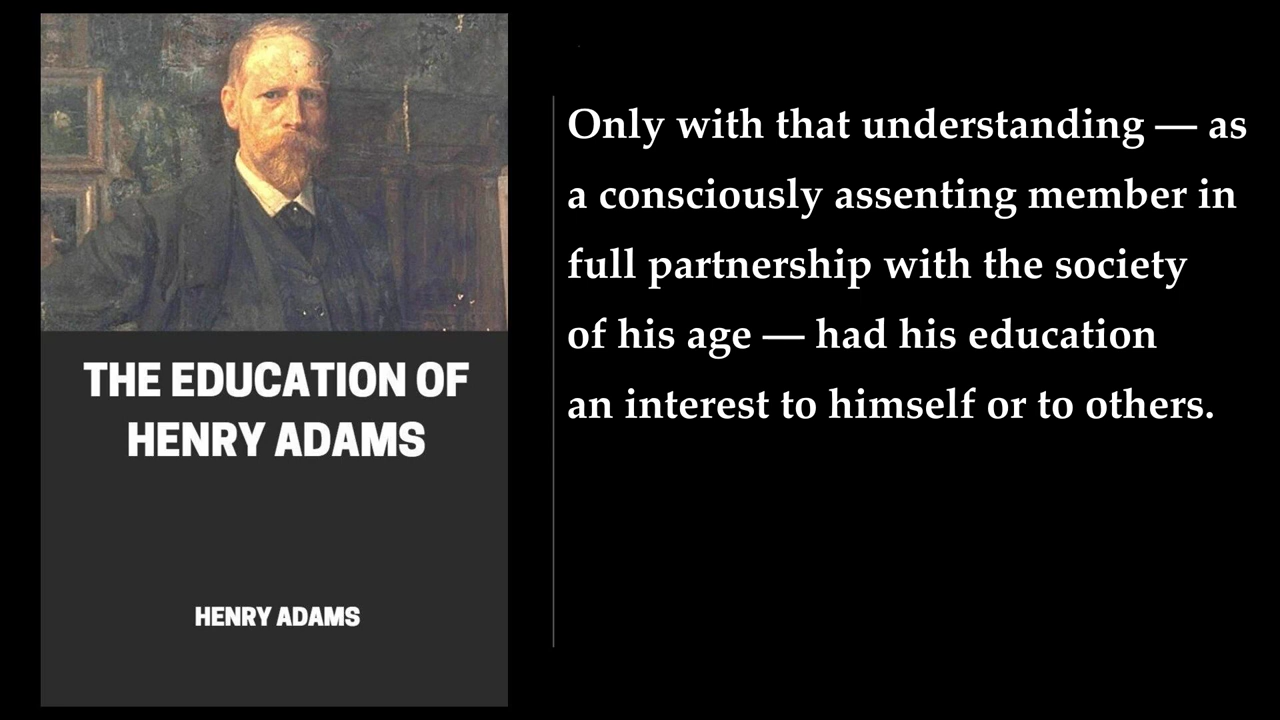 THE EDUCATION OF
HENRY ADAMS
HENRY ADAMS
Only with that understanding — as
a consciously assenting member in
full partnership with the society
of his age — had his education
an interest to himself or to others.